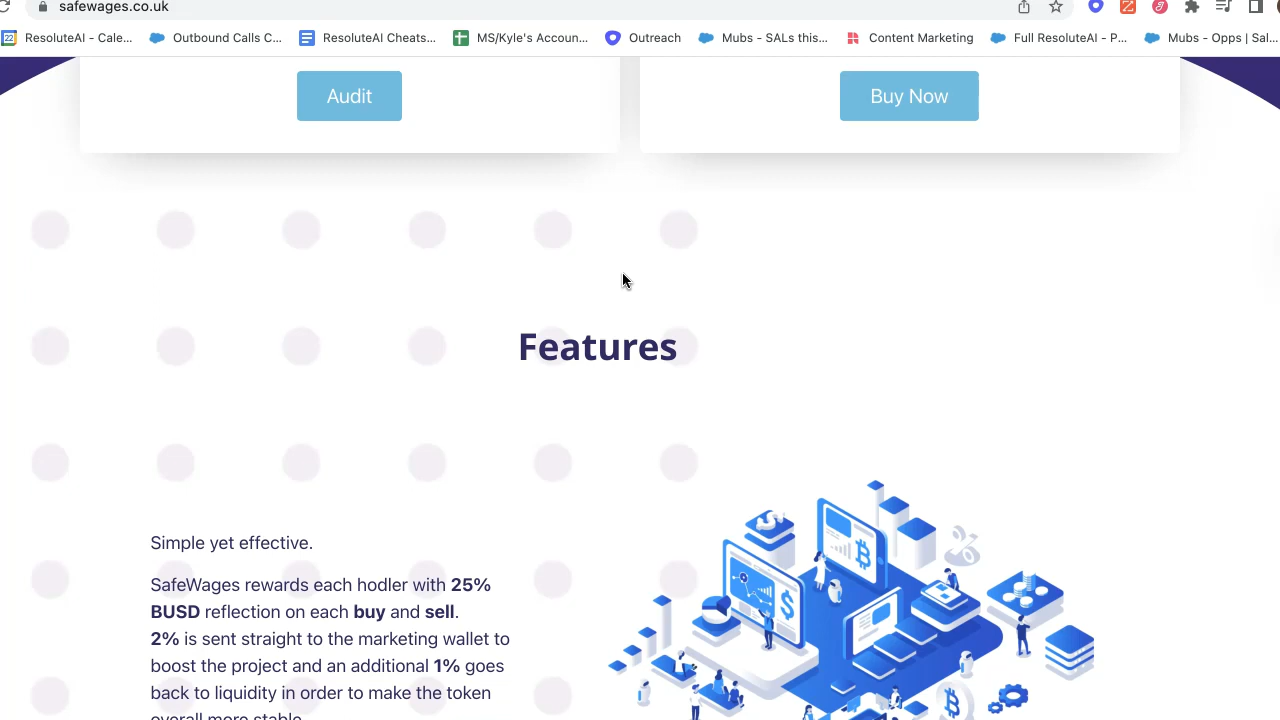 safewages.co.uk
ResoluteAI - Cale... Outbound Calls C... ResoluteAI Cheats... MS/Kyle's Accoun... Outreach Mubs - SALs this... Content Marketing Full ResoluteAI - P... Mubs - Opps | Sal...
Audit Buy Now
Features
Simple yet effective.
SafeWages rewards each hodler with 25%
BUSD reflection on each buy and sell.
2% is sent straight to the marketing wallet to
boost the project and an additional 1% goes
back to liquidity in order to make the token
overall more stable.